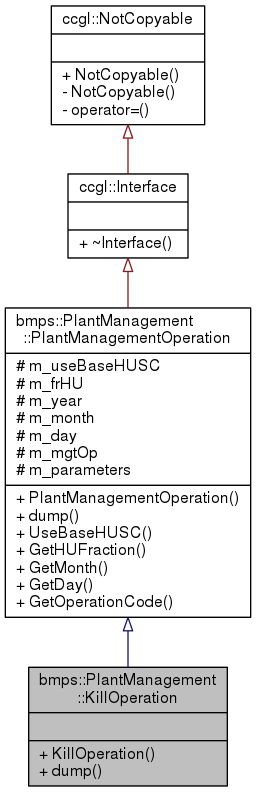 ccgl::NotCopyable
+ NotCopyable()
- NotCopyable()
- operator=()
ccgl::Interface
+ ~Interface()
bmps::PlantManagement
::PlantManagementOperation
# m_useBaseHUSC
# m_frHU
# m_year
# m_month
# m_day
# m_mgtOp
# m_parameters
+ PlantManagementOperation()
+ dump()
+ UseBaseHUSC()
+ GetHUFraction()
+ GetMonth()
+ GetDay()
+ GetOperationCode()
bmps::PlantManagement
::KillOperation
+ KillOperation()
+ dump()